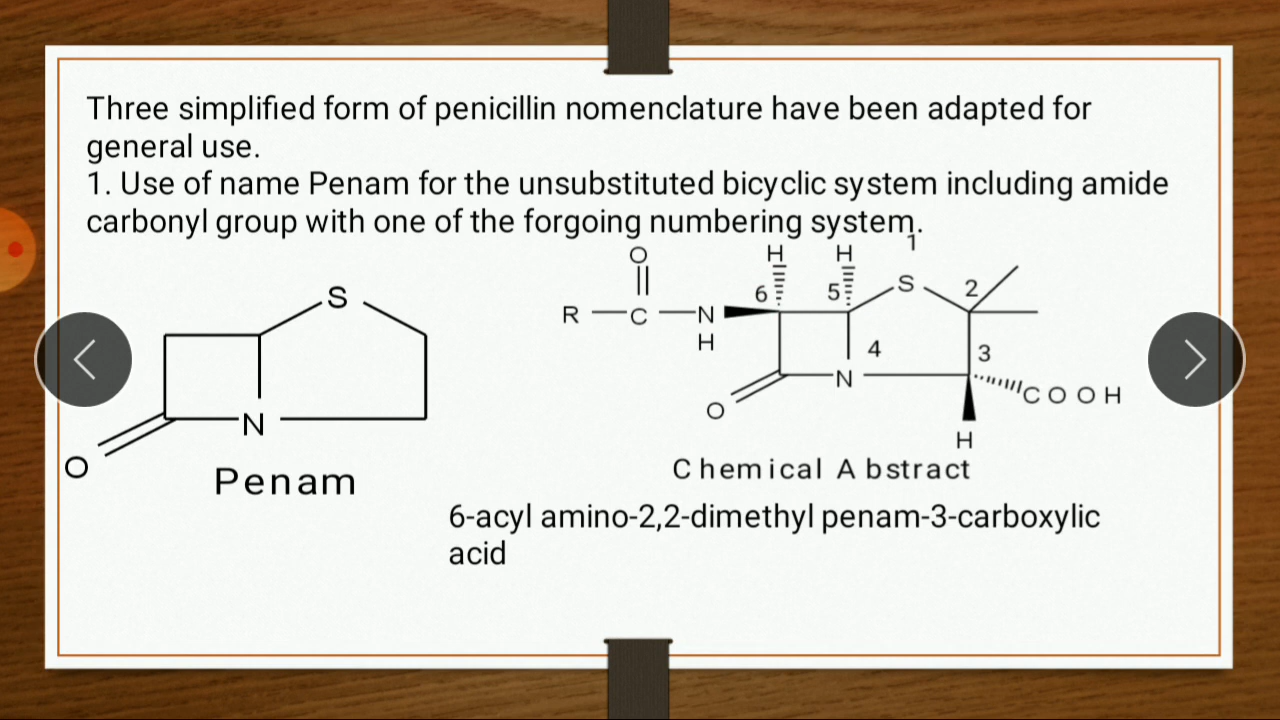 Three simplified form of penicillin nomenclature have been adapted for
general use.
1. Use of name Penam for the unsubstituted bicyclic system including amide
carbonyl group with one of the forgoing numbering system.
S
N
O
Penam
O H H 1
6 5 S 2
R C N
H
4 3
N
O COOH
H
Chemical Abstract
6-acyl amino-2,2-dimethyl penam-3-carboxylic
acid